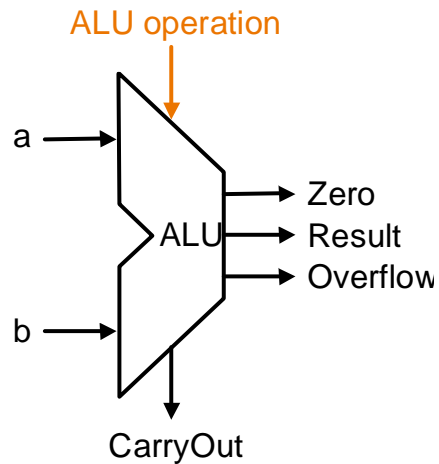 ALU operation
a
Zero
ALU
Result
Overflow
b
CarryOut